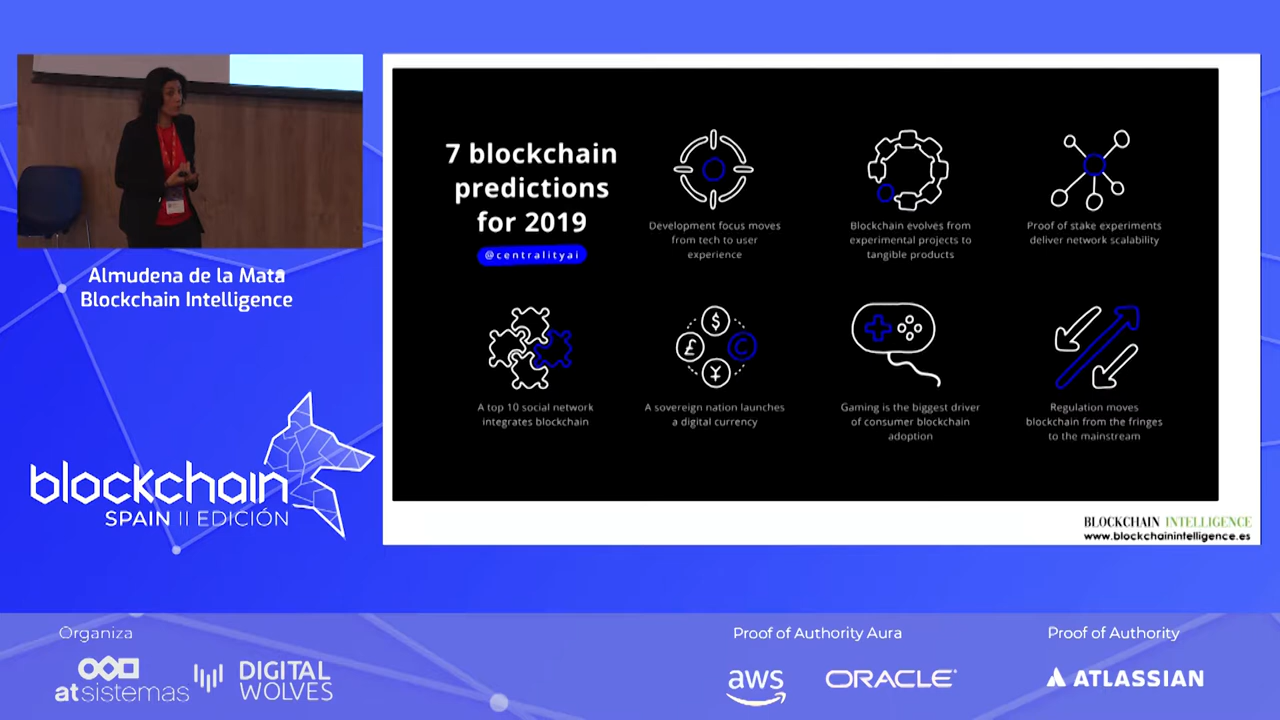 Almudena de la Mata
Blockchain Intelligence
blockchain
SPAIN II EDICIÓN
7 blockchain
predictions
for 2019
@centralityai
Development focus moves
from tech to user
experience
Blockchain evolves from
experimental projects to
tangible products
Proof of stake experiments
deliver network scalability
A top 10 social network
integrates blockchain
A sovereign nation launches
a digital currency
Gaming is the biggest driver
of consumer blockchain
adoption
Regulation moves
blockchain from the fringes
to the mainstream
BLOCKCHAIN INTELLIGENCE
www.blockchainintelligence.es
Organiza
atsistemas
DIGITAL
WOLVES
Proof of Authority Aura
aws
ORACLE
Proof of Authority
ATLASSIAN